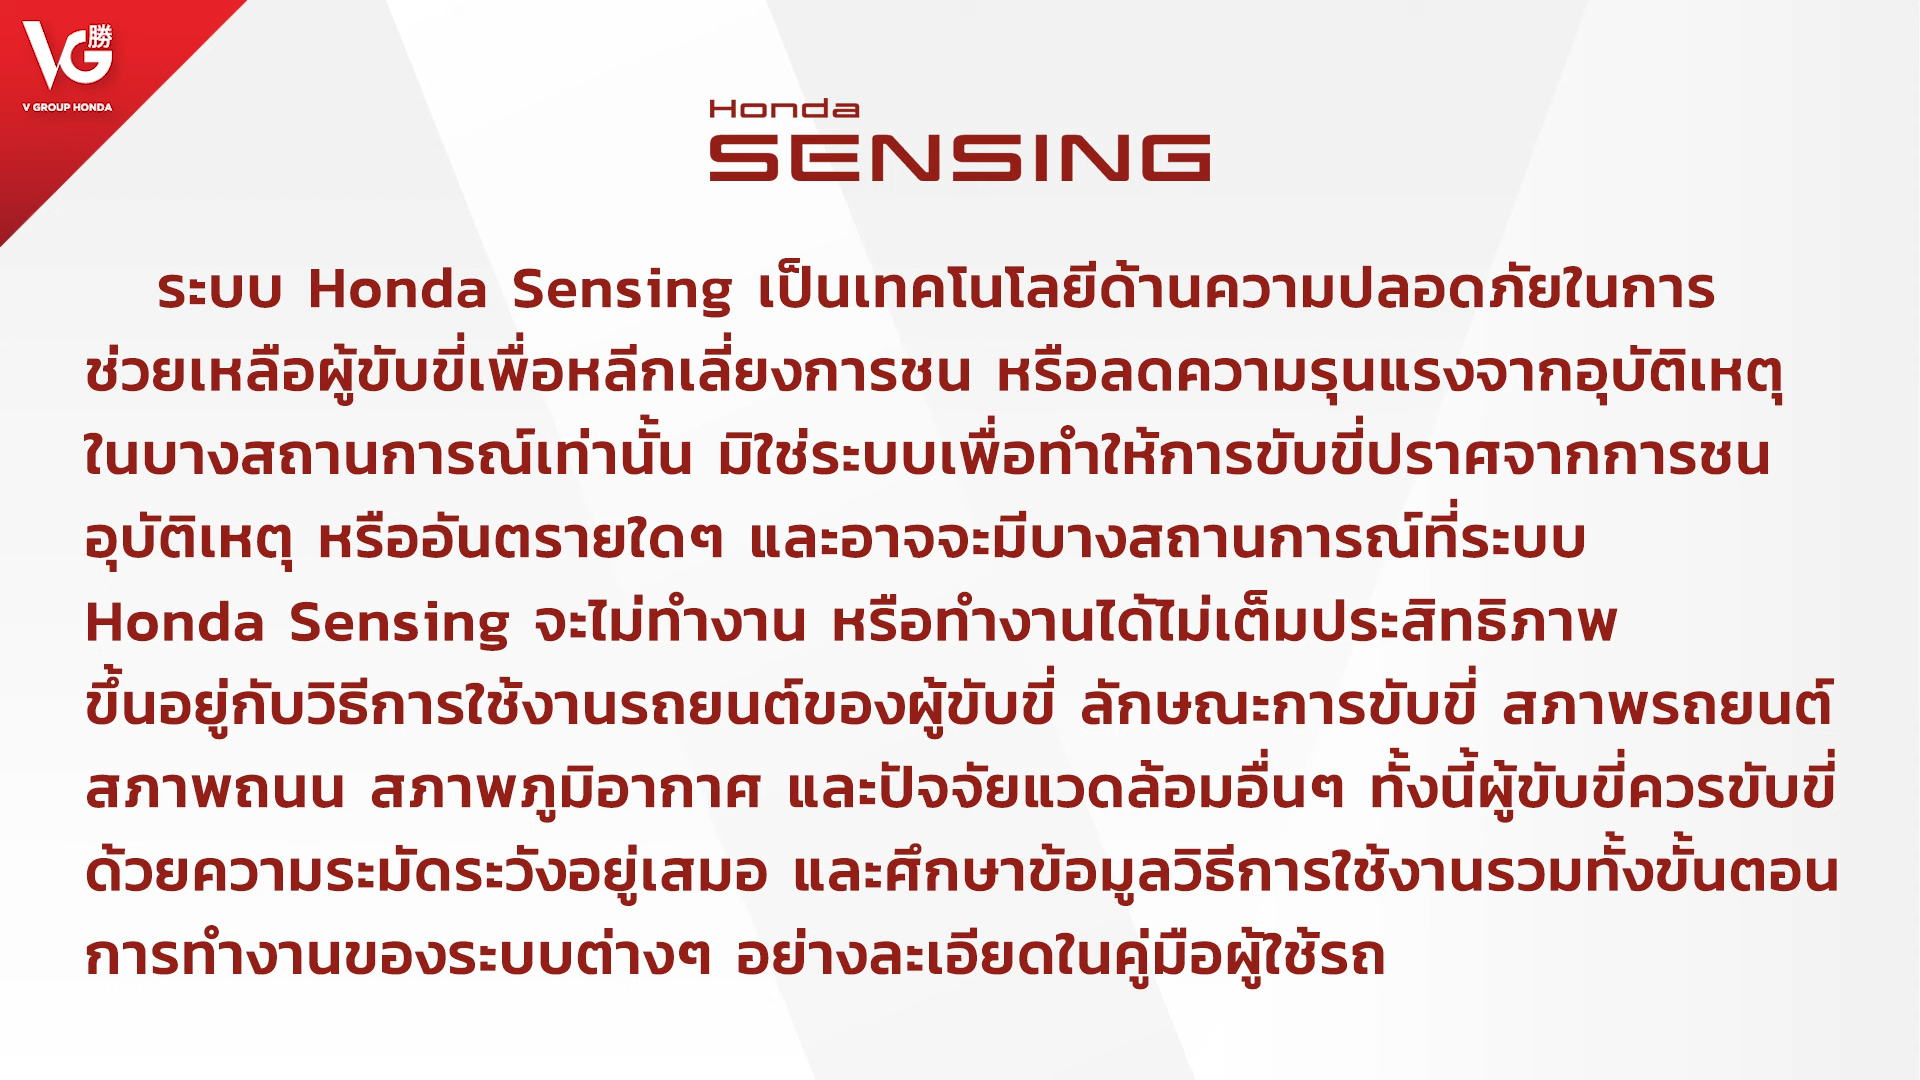 VG勝
V GROUP HONDA
Honda
SENSING
ระบบ Honda Sensing เป็นเทคโนโลยีด้านความปลอดภัยในการ
ช่วยเหลือผู้ขับขี่เพื่อหลีกเลี่ยงการชน หรือลดความรุนแรงจากอุบัติเหตุ
ในบางสถานการณ์เท่านั้น มิใช่ระบบเพื่อทำให้การขับขี่ปราศจากการชน
อุบัติเหตุ หรืออันตรายใดๆ และอาจจะมีบางสถานการณ์ที่ระบบ
Honda Sensing จะไม่ทำงาน หรือทำงานได้ไม่เต็มประสิทธิภาพ
ขึ้นอยู่กับวิธีการใช้งานรถยนต์ของผู้ขับขี่ ลักษณะการขับขี่ สภาพรถยนต์
สภาพถนน สภาพภูมิอากาศ และปัจจัยแวดล้อมอื่นๆ ทั้งนี้ผู้ขับขี่ควรขับขี่
ด้วยความระมัดระวังอยู่เสมอ และศึกษาข้อมูลวิธีการใช้งานรวมทั้งขั้นตอน
การทำงานของระบบต่างๆ อย่างละเอียดในคู่มือผู้ใช้รถ